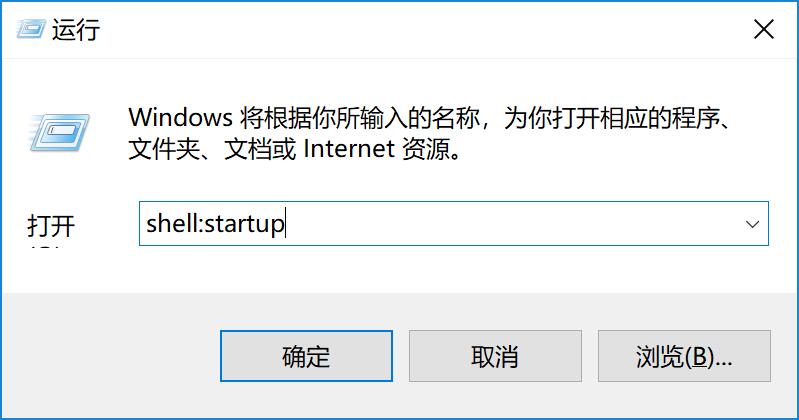 运行
Windows 将根据你所输入的名称，为你打开相应的程序、
文件夹、文档或 Internet 资源。
打开
shell:startup
确定
取消
浏览(B)...